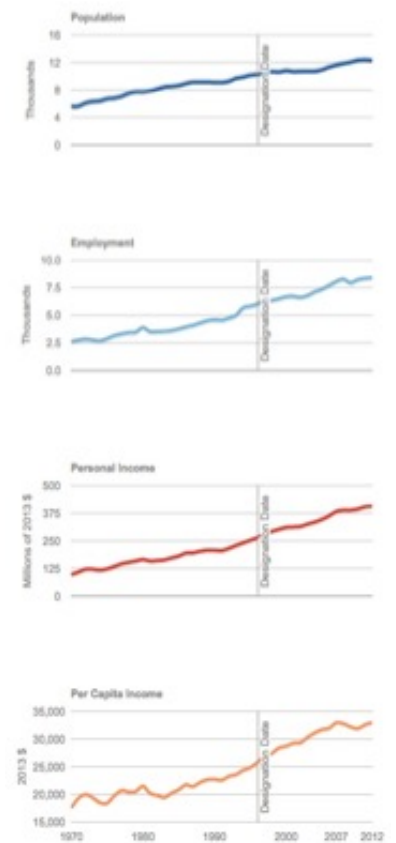 Population
16
12
8
4
0
Thousands
Designation Date
Employment
10.0
7.5
5.0
2.5
0.0
Thousands
Designation Date
Personal Income
500
375
250
125
0
Millions of 2013 $
Designation Date
Per Capita Income
35,000
30,000
25,000
20,000
15,000
2013 $
Designation Date
1970 1980 1990 2000 2007 2012